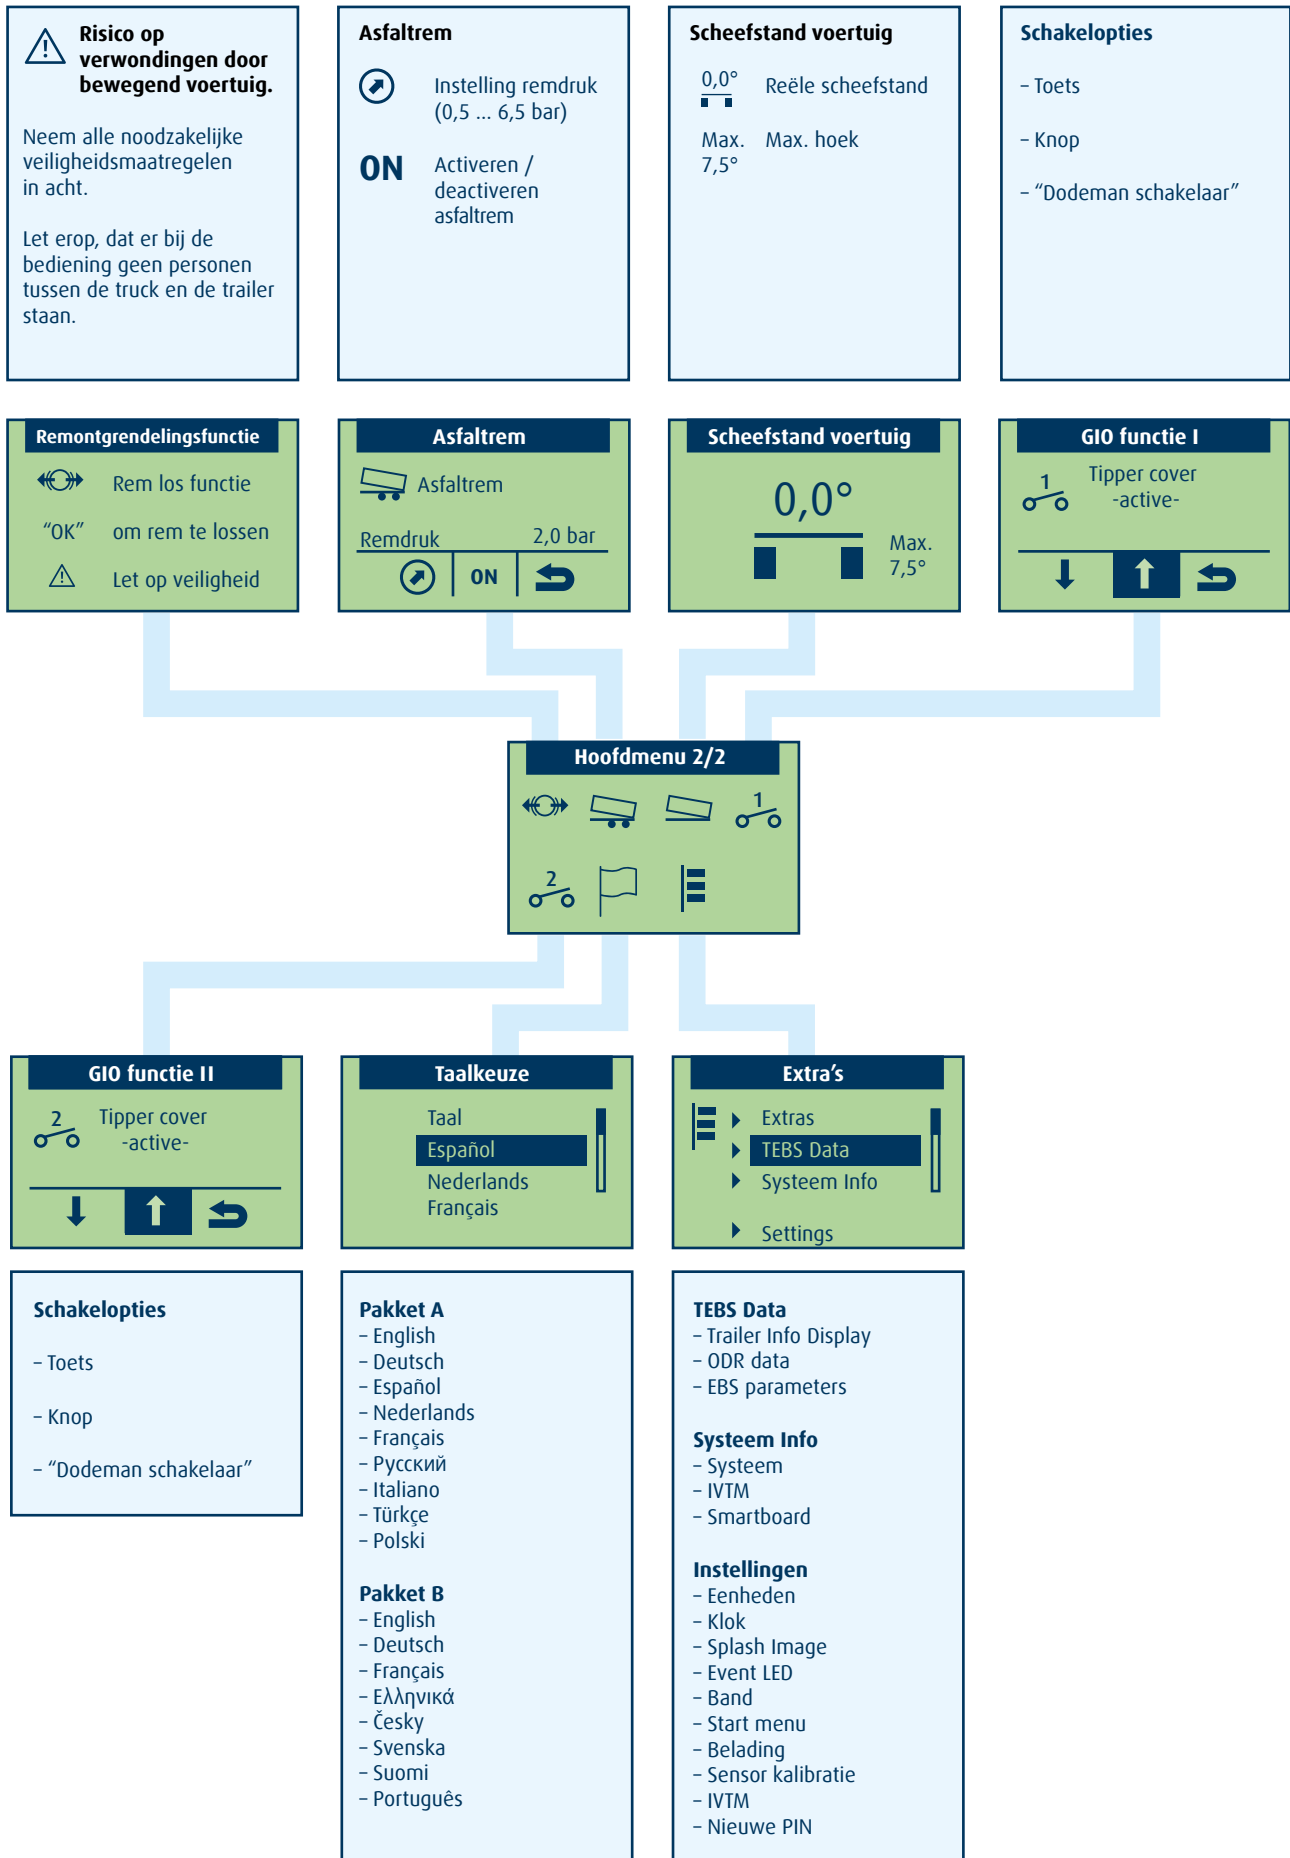 Risico op
verwondingen door
bewegend voertuig.
Neem alle noodzakelijke
veiligheidsmaatregelen
in acht.
Let erop, dat er bij de
bediening geen personen
tussen de truck en de trailer
staan.
Asfaltrem
Instelling remdruk
(0,5 ... 6,5 bar)
ON
Activeren /
deactiveren
asfaltrem
Scheefstand voertuig
0,0°
Reële scheefstand
Max.
7,5°
Max. hoek
Schakelopties
– Toets
– Knop
– “Dodeman schakelaar”
Remontgrendelingsfunctie
Rem los functie
“OK”
om rem te lossen
Let op veiligheid
Asfaltrem
Asfaltrem
Remdruk
2,0 bar
ON
Scheefstand voertuig
0,0°
Max.
7,5°
GIO functie I
1
Tipper cover
-active-
Hoofdmenu 2/2
1
2
GIO functie II
2
Tipper cover
-active-
Taalkeuze
Taal
Español
Nederlands
Français
Extra’s
Extras
TEBS Data
Systeem Info
Settings
Schakelopties
– Toets
– Knop
– “Dodeman schakelaar”
Pakket A
– English
– Deutsch
– Español
– Nederlands
– Français
– Русский
– Italiano
– Türkçe
– Polski
Pakket B
– English
– Deutsch
– Français
– Ελληνικά
– Česky
– Svenska
– Suomi
– Português
TEBS Data
– Trailer Info Display
– ODR data
– EBS parameters
Systeem Info
– Systeem
– IVTM
– Smartboard
Instellingen
– Eenheden
– Klok
– Splash Image
– Event LED
– Band
– Start menu
– Belading
– Sensor kalibratie
– IVTM
– Nieuwe PIN